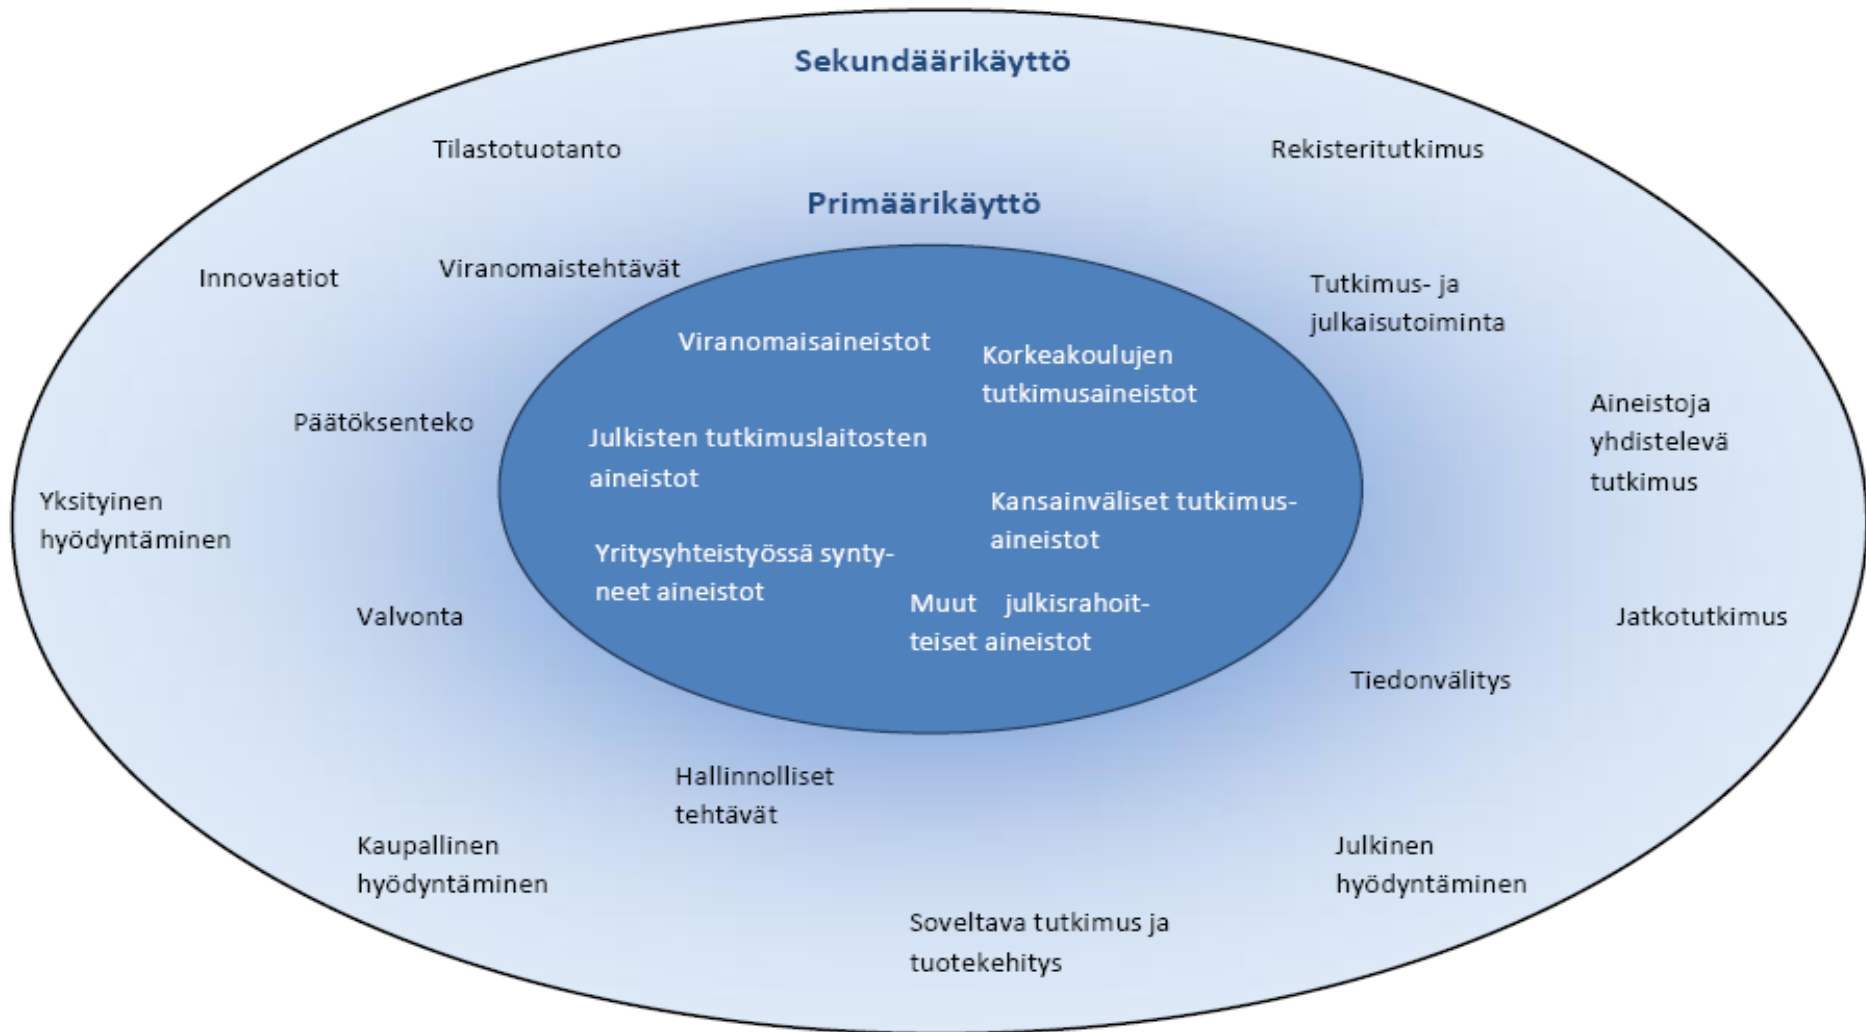 Sekundäärikäyttö
Tilastotuotanto
Rekisteritutkimus
Primäärikäyttö
Innovaatiot
Viranomaistehtävät
Tutkimus- ja
julkaisutoiminta
Viranomaisaineistot
Korkeakoulujen
tutkimusaineistot
Päätöksenteko
Julkisten tutkimuslaitosten
aineistot
Aineistoja
yhdistelevä
tutkimus
Yksityinen
hyödyntäminen
Kansainväliset tutkimus-
aineistot
Yritysyhteistyössä synty-
neet aineistot
Valvonta
Muut julkisrahoit-
teiset aineistot
Jatkotutkimus
Tiedonvälitys
Hallinnolliset
tehtävät
Kaupallinen
hyödyntäminen
Julkinen
hyödyntäminen
Soveltava tutkimus ja
tuotekehitys